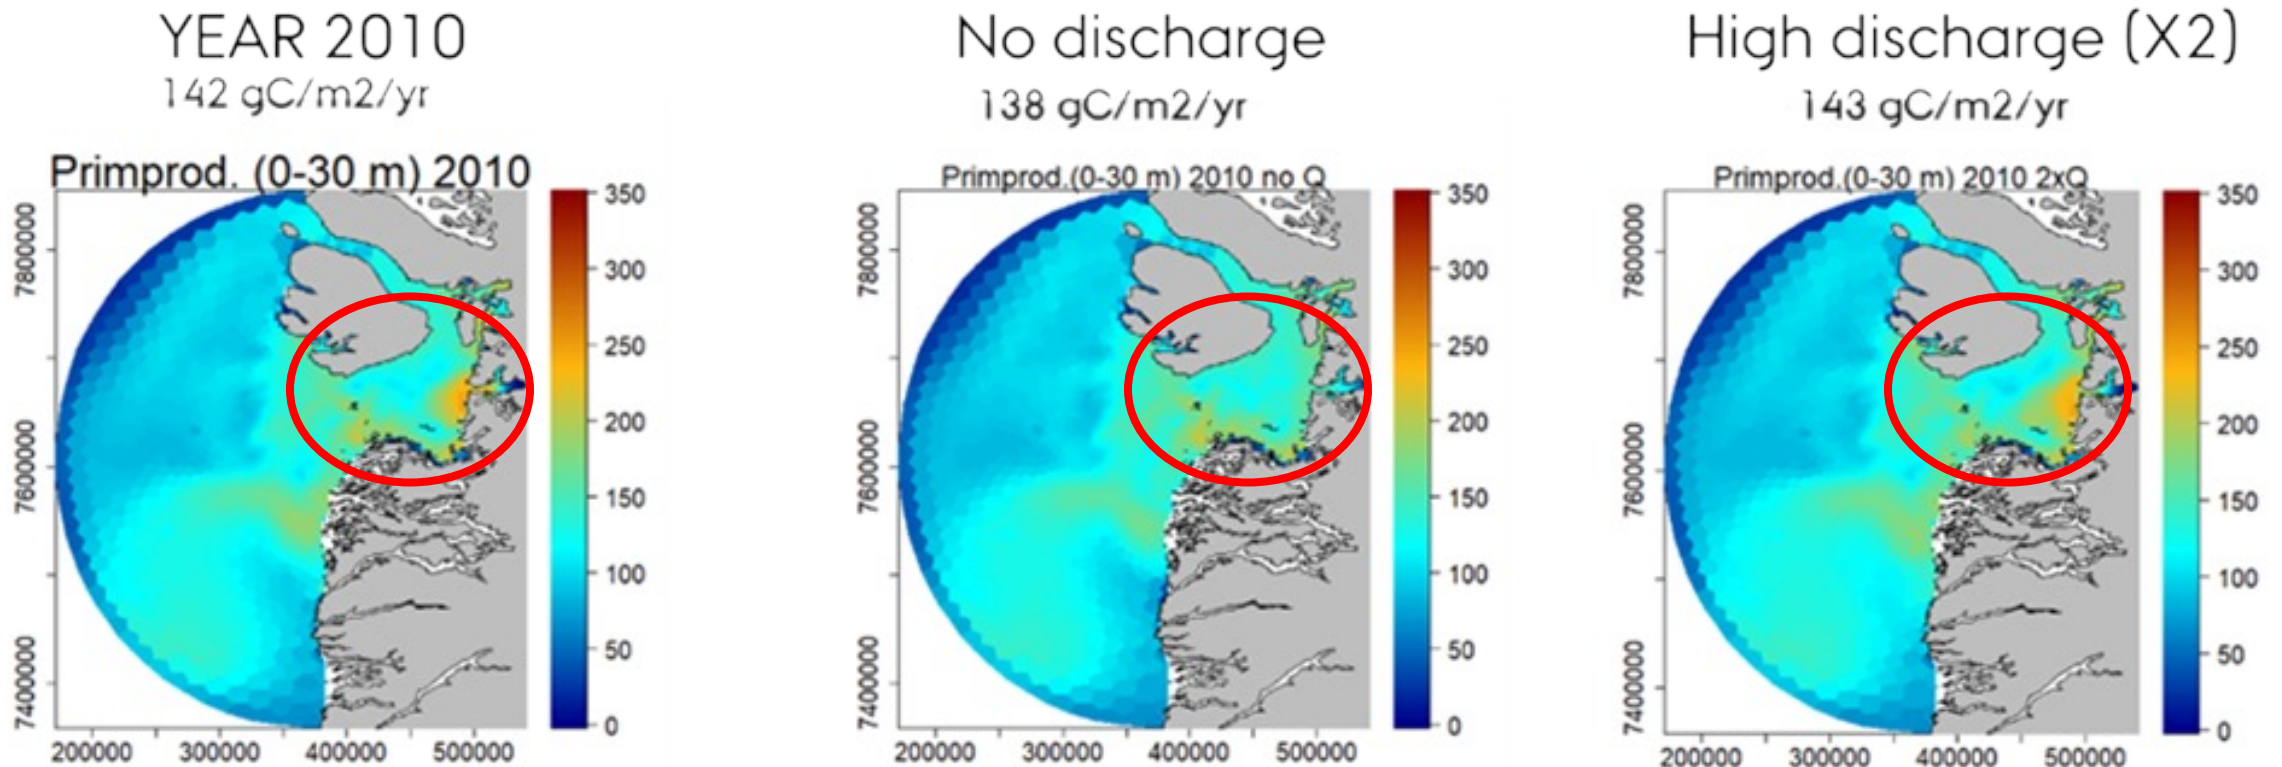 YEAR 2010
142 gC/m2/yr
Primprod. (0-30 m) 2010
7800000
7600000
7400000
200000 300000 400000 500000
350
300
250
200
150
100
50
0
No discharge
138 gC/m2/yr
Primprod.(0-30 m) 2010 no Q
7800000
7600000
7400000
200000 300000 400000 500000
350
300
250
200
150
100
50
0
High discharge (X2)
143 gC/m2/yr
Primprod.(0-30 m) 2010 2xQ
7800000
7600000
7400000
200000 300000 400000 500000
350
300
250
200
150
100
50
0